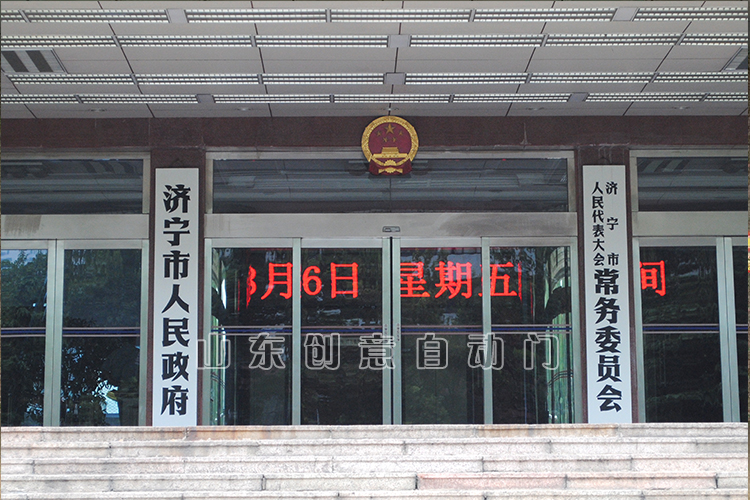 济宁市人民政府
8月6日 星期五 间
济宁市
人民代表大会
常务委员会
山东创意自动门